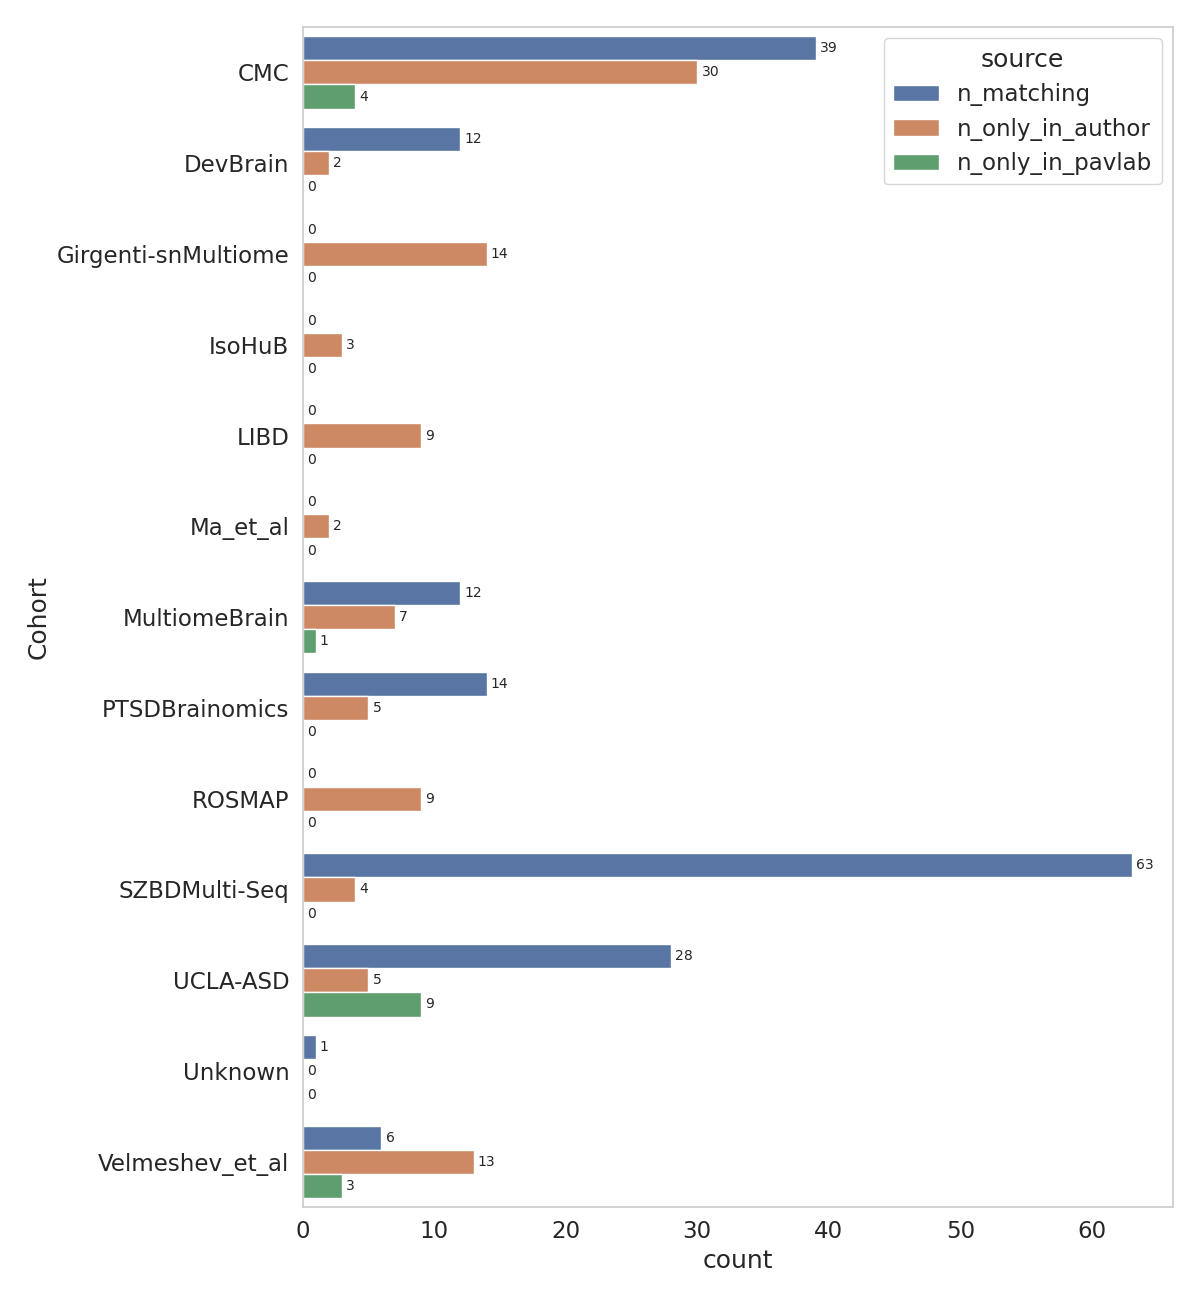 source
n_matching
n_only_in_author
n_only_in_pavlab
Cohort
CMC
39
30
4
DevBrain
12
2
0
Girgenti-snMultiome
0
14
0
IsoHuB
0
3
0
LIBD
0
9
0
Ma_et_al
0
2
0
MultiomeBrain
12
7
1
PTSDBrainomics
14
5
0
ROSMAP
0
9
0
SZBDMulti-Seq
63
4
0
UCLA-ASD
28
5
9
Unknown
1
0
0
Velmeshev_et_al
6
13
3
0 10 20 30 40 50 60
count